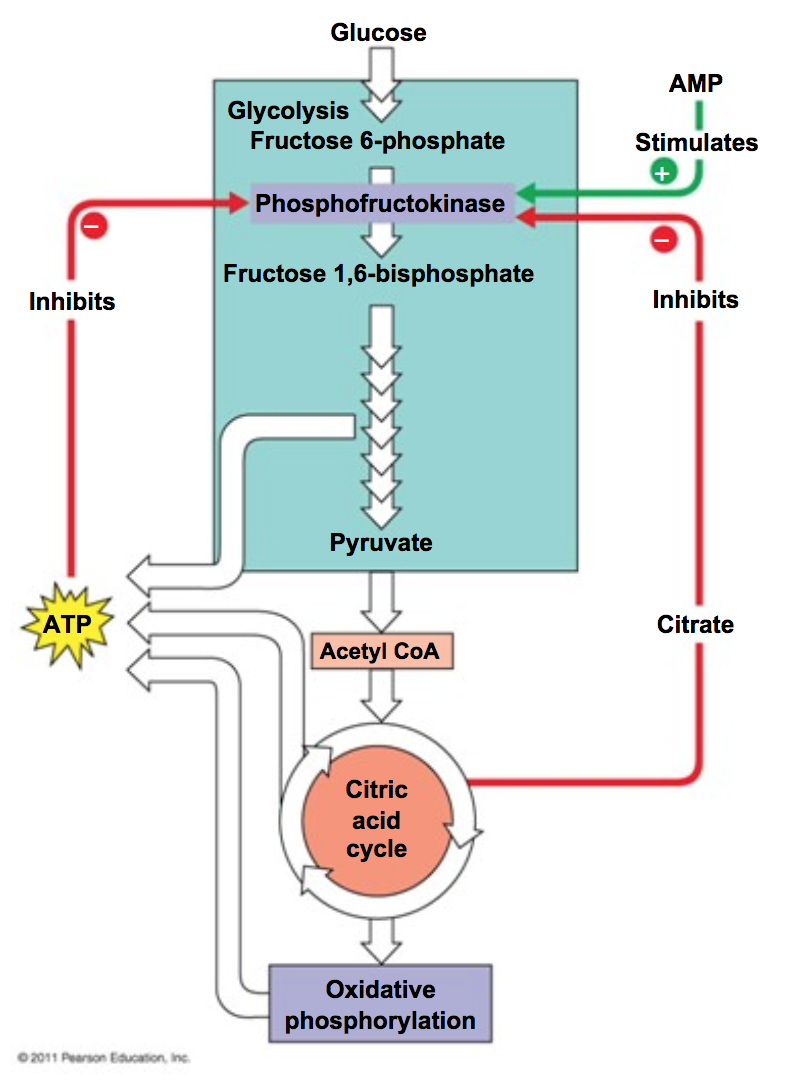 Glucose
Glycolysis
Fructose 6-phosphate
AMP
Stimulates
+
Phosphofructokinase
−
−
Fructose 1,6-bisphosphate
Inhibits
Inhibits
Pyruvate
ATP
Citrate
Acetyl CoA
Citric
acid
cycle
Oxidative
phosphorylation
© 2011 Pearson Education, Inc.